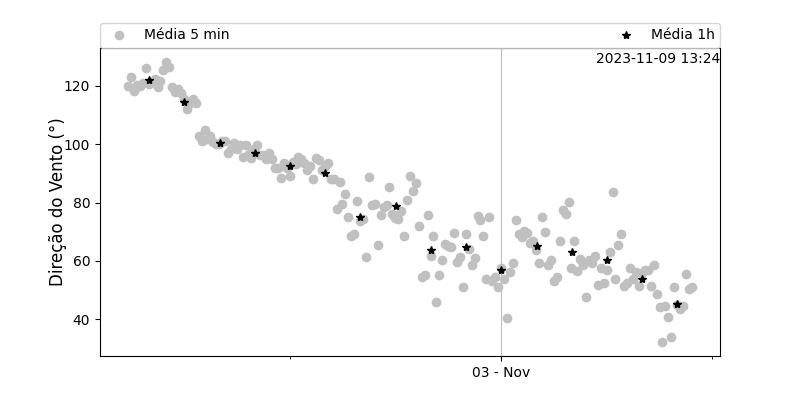 Média 5 min
Média 1h
2023-11-09 13:24
Direção do Vento (°)
120
100
80
60
40
03 - Nov